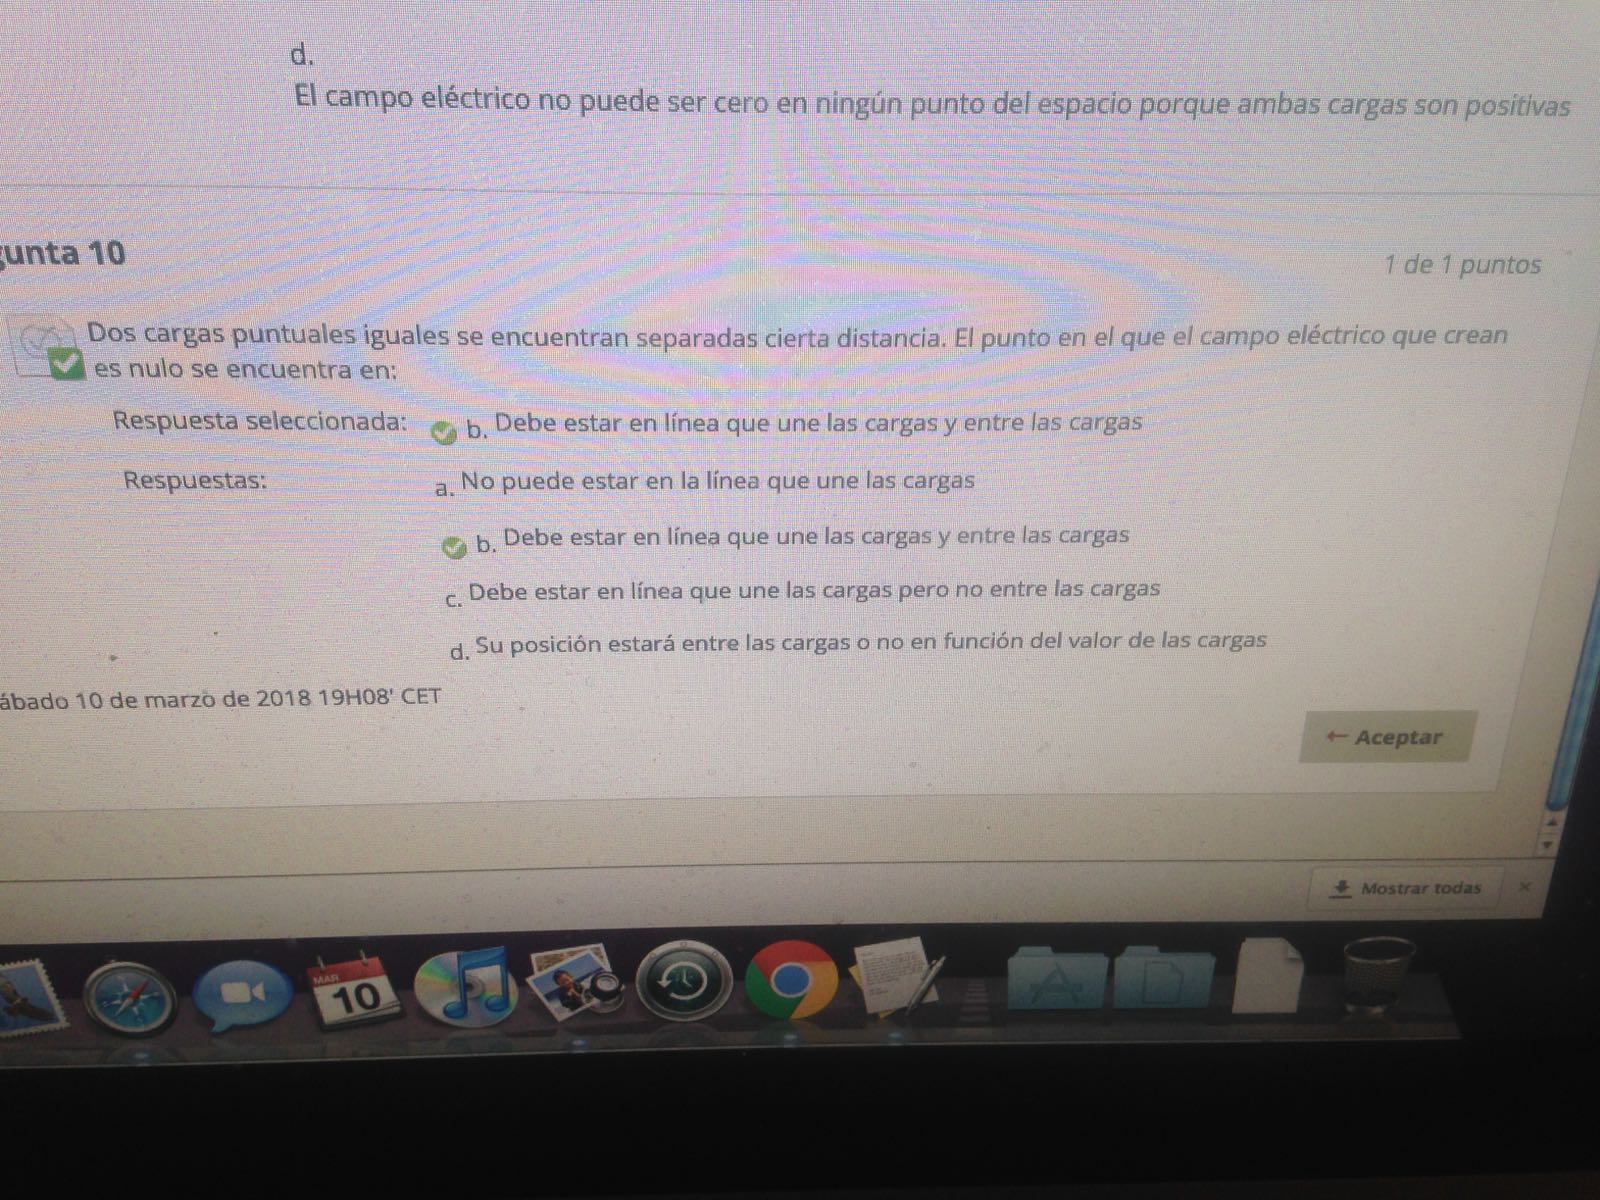 d.
El campo eléctrico no puede ser cero en ningún punto del espacio porque ambas cargas son positivas
gunta 10
1 de 1 puntos
Dos cargas puntuales iguales se encuentran separadas cierta distancia. El punto en el que el campo eléctrico que crean
es nulo se encuentra en:
Respuesta seleccionada: b. Debe estar en línea que une las cargas y entre las cargas
Respuestas: a. No puede estar en la línea que une las cargas
b. Debe estar en línea que une las cargas y entre las cargas
c. Debe estar en línea que une las cargas pero no entre las cargas
d. Su posición estará entre las cargas o no en función del valor de las cargas
ábado 10 de marzo de 2018 19H08' CET
← Aceptar
Mostrar todas ×
MAR
10